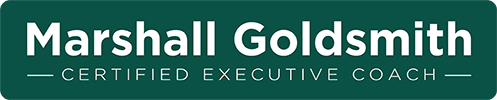 Marshall Goldsmith
CERTIFIED EXECUTIVE COACH